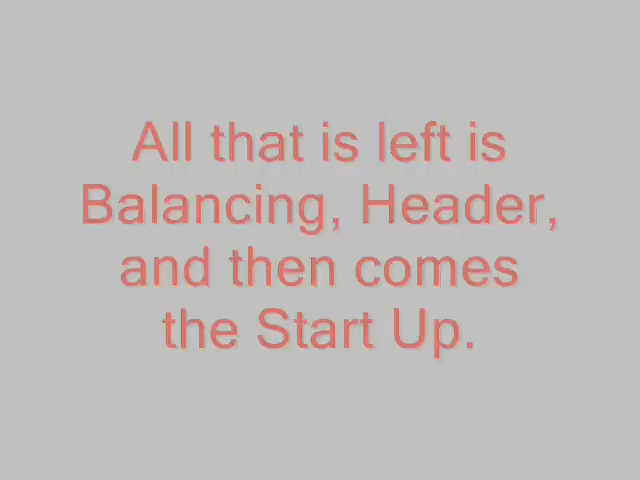 All that is left is
Balancing, Header,
and then comes
the Start Up.